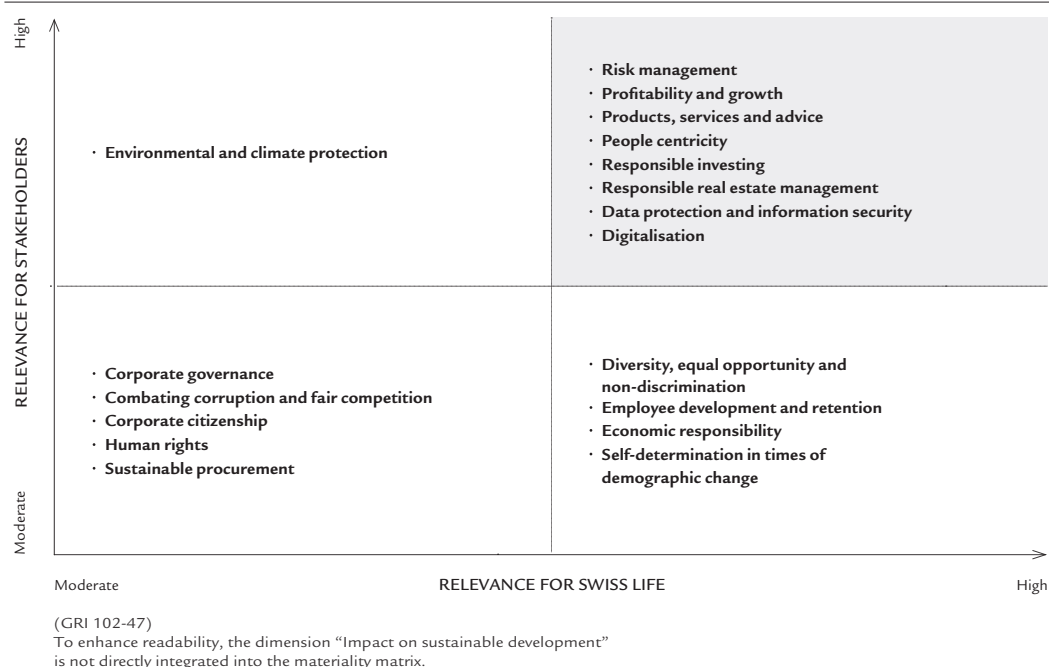 High
RELEVANCE FOR STAKEHOLDERS
Moderate
· Environmental and climate protection
· Risk management
· Profitability and growth
· Products, services and advice
· People centricity
· Responsible investing
· Responsible real estate management
· Data protection and information security
· Digitalisation
· Corporate governance
· Combating corruption and fair competition
· Corporate citizenship
· Human rights
· Sustainable procurement
· Diversity, equal opportunity and
non-discrimination
· Employee development and retention
· Economic responsibility
· Self-determination in times of
demographic change
Moderate
RELEVANCE FOR SWISS LIFE
High
(GRI 102-47)
To enhance readability, the dimension “Impact on sustainable development”
is not directly integrated into the materiality matrix.